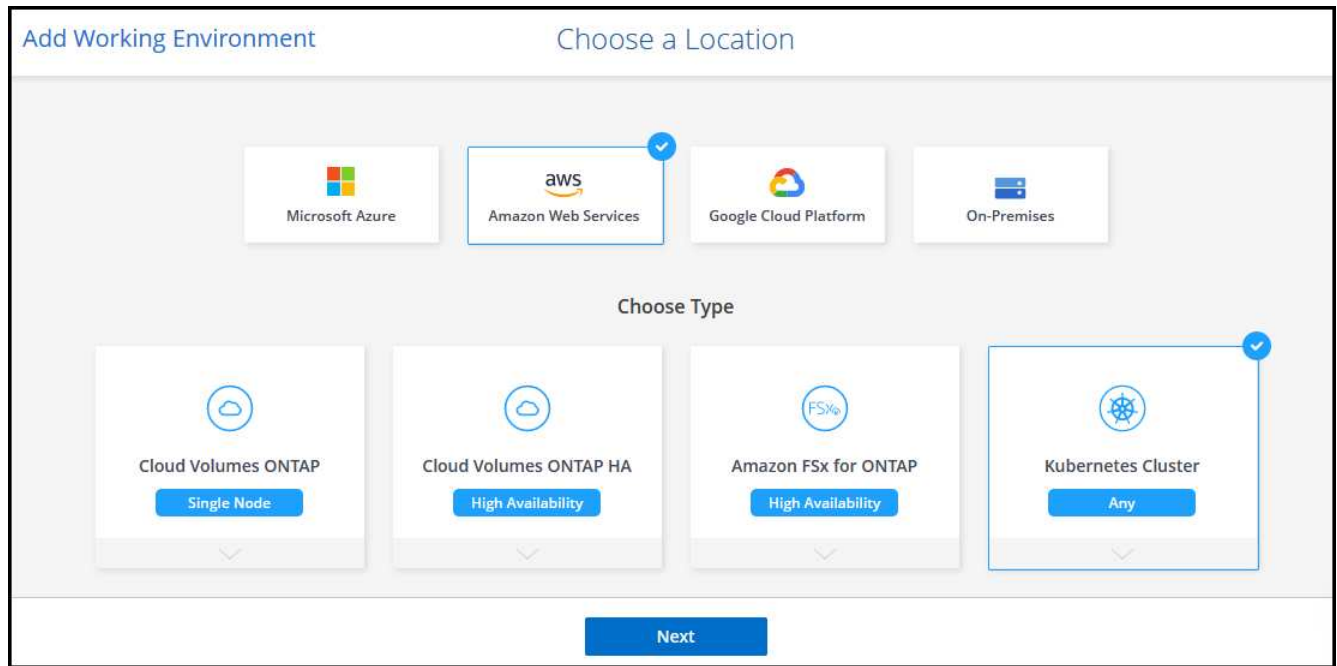 Add Working Environment
Choose a Location
aws
Microsoft Azure
Amazon Web Services
Google Cloud Platform
On-Premises
Choose Type
FSx
Cloud Volumes ONTAP
Cloud Volumes ONTAP HA
Amazon FSx for ONTAP
Kubernetes Cluster
Single Node
High Availability
High Availability
Any
Next